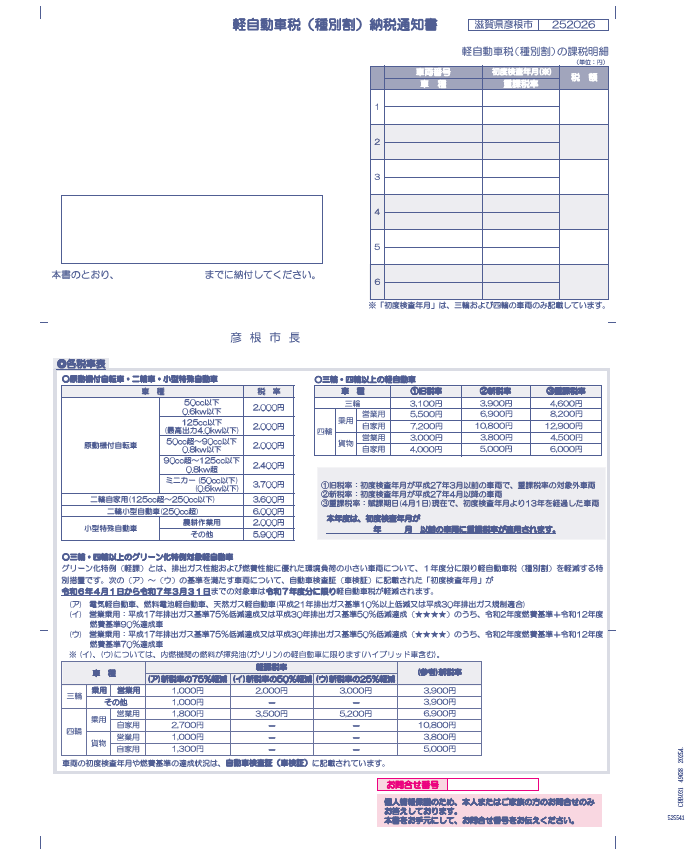 軽自動車税（種別割）納税通知書
滋賀県彦根市 252026
軽自動車税（種別割）の課税明細
（単位：円）
車両番号 初度検査年月(※) 税 額
車 種 重課税率
1
2
3
4
5
6
※「初度検査年月」は、三輪および四輪の車両のみ記載しています。
本書のとおり、 までに納付してください。
彦 根 市 長
◎各税率表
○原動機付自転車・二輪車・小型特殊自動車
車 種 税 率
原動機付自転車
50cc以下
0.6kw以下 2,000円
125cc以下
(最高出力4.0kw以下) 2,000円
50cc超～90cc以下
0.8kw以下 2,000円
90cc超～125cc以下
0.8kw超 2,400円
ミニカー (50cc以下)
(0.6kw以下) 3,700円
二輪自家用(125cc超～250cc以下) 3,600円
二輪小型自動車(250cc超) 6,000円
小型特殊自動車 農耕作業用 2,000円
その他 5,900円
○三輪・四輪以上の軽自動車
車 種 ①旧税率 ②新税率 ③重課税率
三輪 3,100円 3,900円 4,600円
四輪 乗用 営業用 5,500円 6,900円 8,200円
自家用 7,200円 10,800円 12,900円
貨物 営業用 3,000円 3,800円 4,500円
自家用 4,000円 5,000円 6,000円
①旧税率：初度検査年月が平成27年3月以前の車両で、重課税率の対象外車両
②新税率：初度検査年月が平成27年4月以降の車両
③重課税率：賦課期日(4月1日)現在で、初度検査年月より13年を経過した車両
本年度は、初度検査年月が
年 月 以前の車両に重課税率が適用されます。
○三輪・四輪以上のグリーン化特例対象軽自動車
グリーン化特例（軽課）とは、排出ガス性能および燃費性能に優れた環境負荷の小さい車両について、１年度分に限り軽自動車税（種別割）を軽減する特
別措置です。次の（ア）～（ウ）の基準を満たす車両について、自動車検査証（車検証）に記載された「初度検査年月」が
令和6年４月１日から令和７年３月３１日までの対象車は令和７年度分に限り軽自動車税が軽減されます。
（ア） 電気軽自動車、燃料電池軽自動車、天然ガス軽自動車(平成21年排出ガス基準10%以上低減又は平成30年排出ガス規制適合)
（イ） 営業乗用：平成17年排出ガス基準75%低減達成又は平成30年排出ガス基準50%低減達成（★★★★）のうち、令和2年度燃費基準＋令和12年度
燃費基準90%達成車
（ウ） 営業乗用：平成17年排出ガス基準75%低減達成又は平成30年排出ガス基準50%低減達成（★★★★）のうち、令和2年度燃費基準＋令和12年度
燃費基準70%達成車
※（イ）、(ウ)については、内燃機関の燃料が揮発油(ガソリン)の軽自動車に限ります(ハイブリッド車含む)。
車 種 軽課税率 (参考)新税率
(ア)新税率の75%軽減 (イ)新税率の50%軽減 (ウ)新税率の25%軽減
三輪 乗用 営業用 1,000円 2,000円 3,000円 3,900円
その他 1,000円 － － 3,900円
四輪 乗用 営業用 1,800円 3,500円 5,200円 6,900円
自家用 2,700円 － － 10,800円
貨物 営業用 1,000円 － － 3,800円
自家用 1,300円 － － 5,000円
車両の初度検査年月や燃費基準の達成状況は、自動車検査証（車検証）に記載されています。
お問合せ番号
個人情報保護のため、本人またはご家族の方のお問合せのみ
お答えしております。
本書をお手元にして、お問合せ番号をお伝えください。
525541